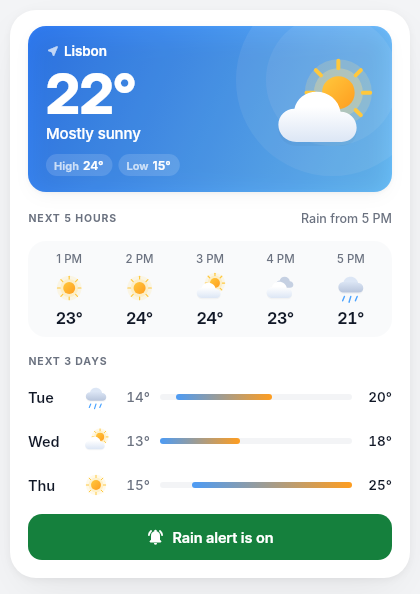 Lisbon
22°
Mostly sunny
High 24° Low 15°
NEXT 5 HOURS Rain from 5 PM
1 PM 2 PM 3 PM 4 PM 5 PM
23° 24° 24° 23° 21°
NEXT 3 DAYS
Tue 14° 20°
Wed 13° 18°
Thu 15° 25°
Rain alert is on